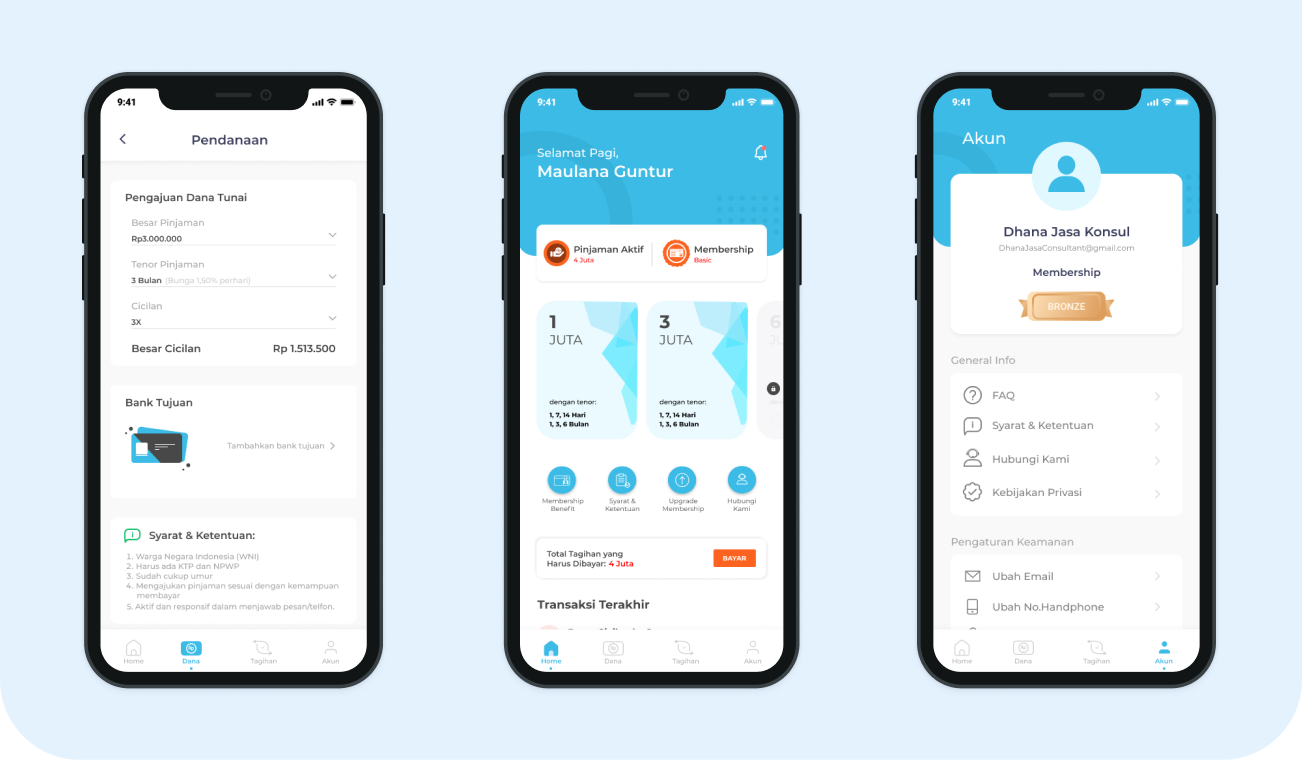 9:41
Pendanaan
Pengajuan Dana Tunai
Besar Pinjaman
Rp3.000.000
Tenor Pinjaman
3 Bulan (Bunga 1,50% perhari)
Cicilan
3X
Besar Cicilan Rp 1.513.500
Bank Tujuan
Tambahkan bank tujuan
Syarat & Ketentuan:
1. Warga Negara Indonesia (WNI)
2. Harus ada KTP dan NPWP
3. Sudah cukup umur
4. Mengajukan pinjaman sesuai dengan kemampuan
membayar
5. Aktif dan responsif dalam menjawab pesan/telfon.
Home Dana Tagihan Akun
9:41
Selamat Pagi,
Maulana Guntur
Pinjaman Aktif
4 Juta
Membership
Basic
1
JUTA
dengan tenor:
1, 7, 14 Hari
1, 3, 6 Bulan
3
JUTA
dengan tenor:
1, 7, 14 Hari
1, 3, 6 Bulan
6
Membership
Benefit
Syarat &
Ketentuan
Upgrade
Membership
Hubungi
Kami
Total Tagihan yang
Harus Dibayar: 4 Juta
BAYAR
Transaksi Terakhir
Home Dana Tagihan Akun
9:41
Akun
Dhana Jasa Konsul
DhanaJasaConsultant@gmail.com
Membership
BRONZE
General Info
FAQ
Syarat & Ketentuan
Hubungi Kami
Kebijakan Privasi
Pengaturan Keamanan
Ubah Email
Ubah No.Handphone
Home Dana Tagihan Akun